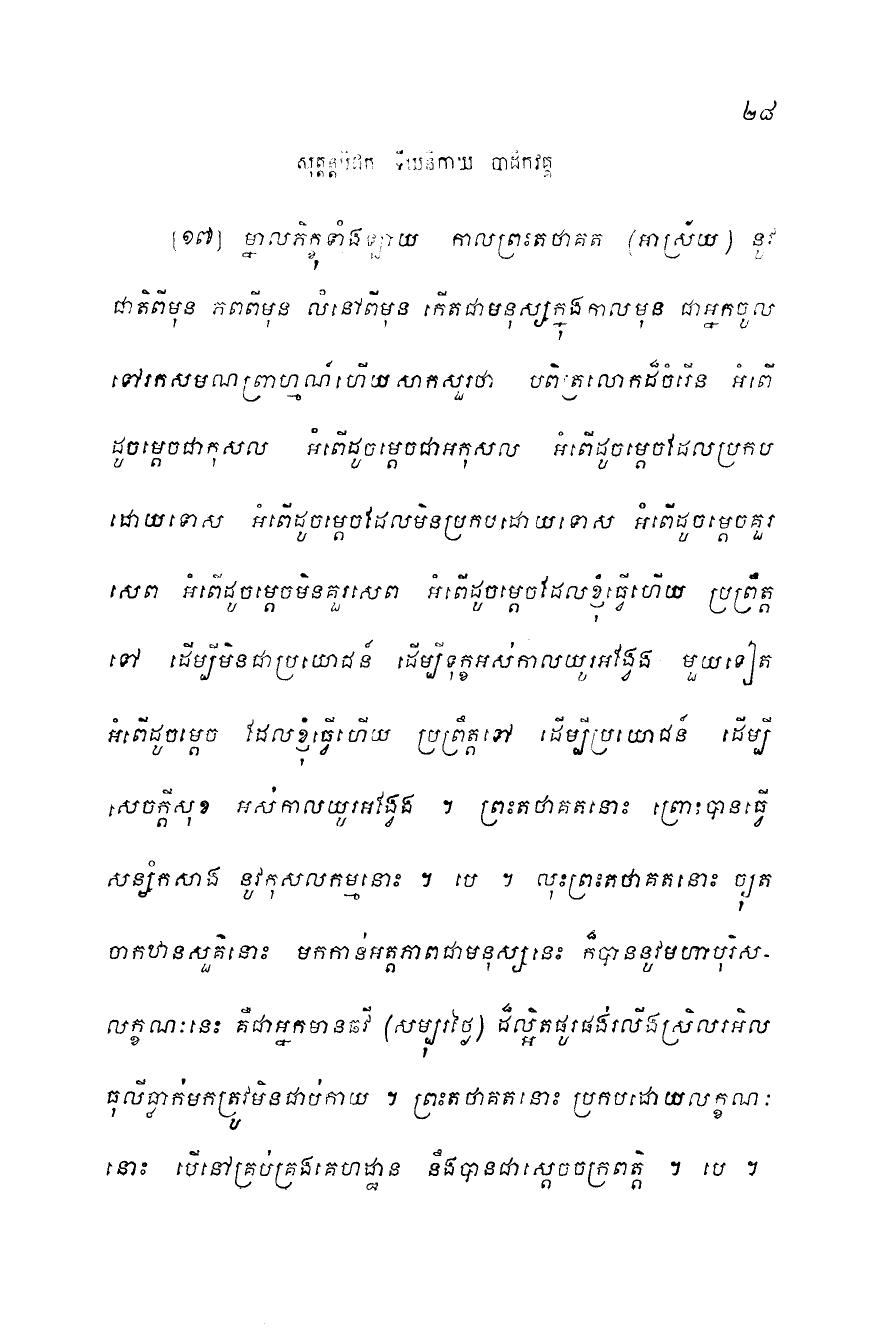 ២៨
សុត្តន្តបិដក ទីឃនិកាយ បាដិកវគ្គ
[១៧] ម្នាលភិក្ខុទាំងឡាយ កាលព្រះតថាគត (អាស្រ័យ) នូវ
ជាតិពីមុន ភពពីមុន លំនៅពីមុន កើតជាមនុស្សក្នុងកាលមុន ជាអ្នកចូល
ទៅរកសមណព្រាហ្មណ៍ហើយសាកសួរថា បពិត្រលោកដ៏ចំរើន អំពើ
ដូចម្តេចជាកុសល អំពើដូចម្តេចជាអកុសល អំពើដូចម្តេចដែលប្រកប
ដោយទោស អំពើដូចម្តេចដែលមិនប្រកបដោយទោស អំពើដូចម្តេចគួរ
សេព អំពើដូចម្តេចមិនគួរសេព អំពើដូចម្តេចដែលខ្ញុំធ្វើហើយ ប្រព្រឹត្ត
ទៅ ដើម្បីមិនជាប្រយោជន៍ ដើម្បីទុក្ខអស់កាលយូរអង្វែង មួយទៀត
អំពើដូចម្តេច ដែលខ្ញុំធ្វើហើយ ប្រព្រឹត្តទៅ ដើម្បីប្រយោជន៍ ដើម្បី
សេចក្តីសុខ អស់កាលយូរអង្វែង ។ ព្រះតថាគតនោះ ព្រោះបានធ្វើ
សន្សំកសាង នូវកុសលកម្មនោះ ។ បេ ។ លុះព្រះតថាគតនោះ ច្យុត
ចាកឋានសួគ៌នោះ មកកាន់អត្តភាពជាមនុស្សនេះ ក៏បាននូវមហាបុរិស-
លក្ខណៈនេះ គឺជាអ្នកមានឆវី (សម្បុរថ្លៃ) ដ៏ល្អិតផូរផង់រលីងស្រិលរអិល
ធុលីធ្លាក់មកត្រូវមិនជាប់កាយ ។ ព្រះតថាគតនោះ ប្រកបដោយលក្ខណៈ
នោះ បើនៅគ្រប់គ្រងគេហដ្ឋាន នឹងបានជាស្តេចចក្រពត្តិ ។ បេ ។